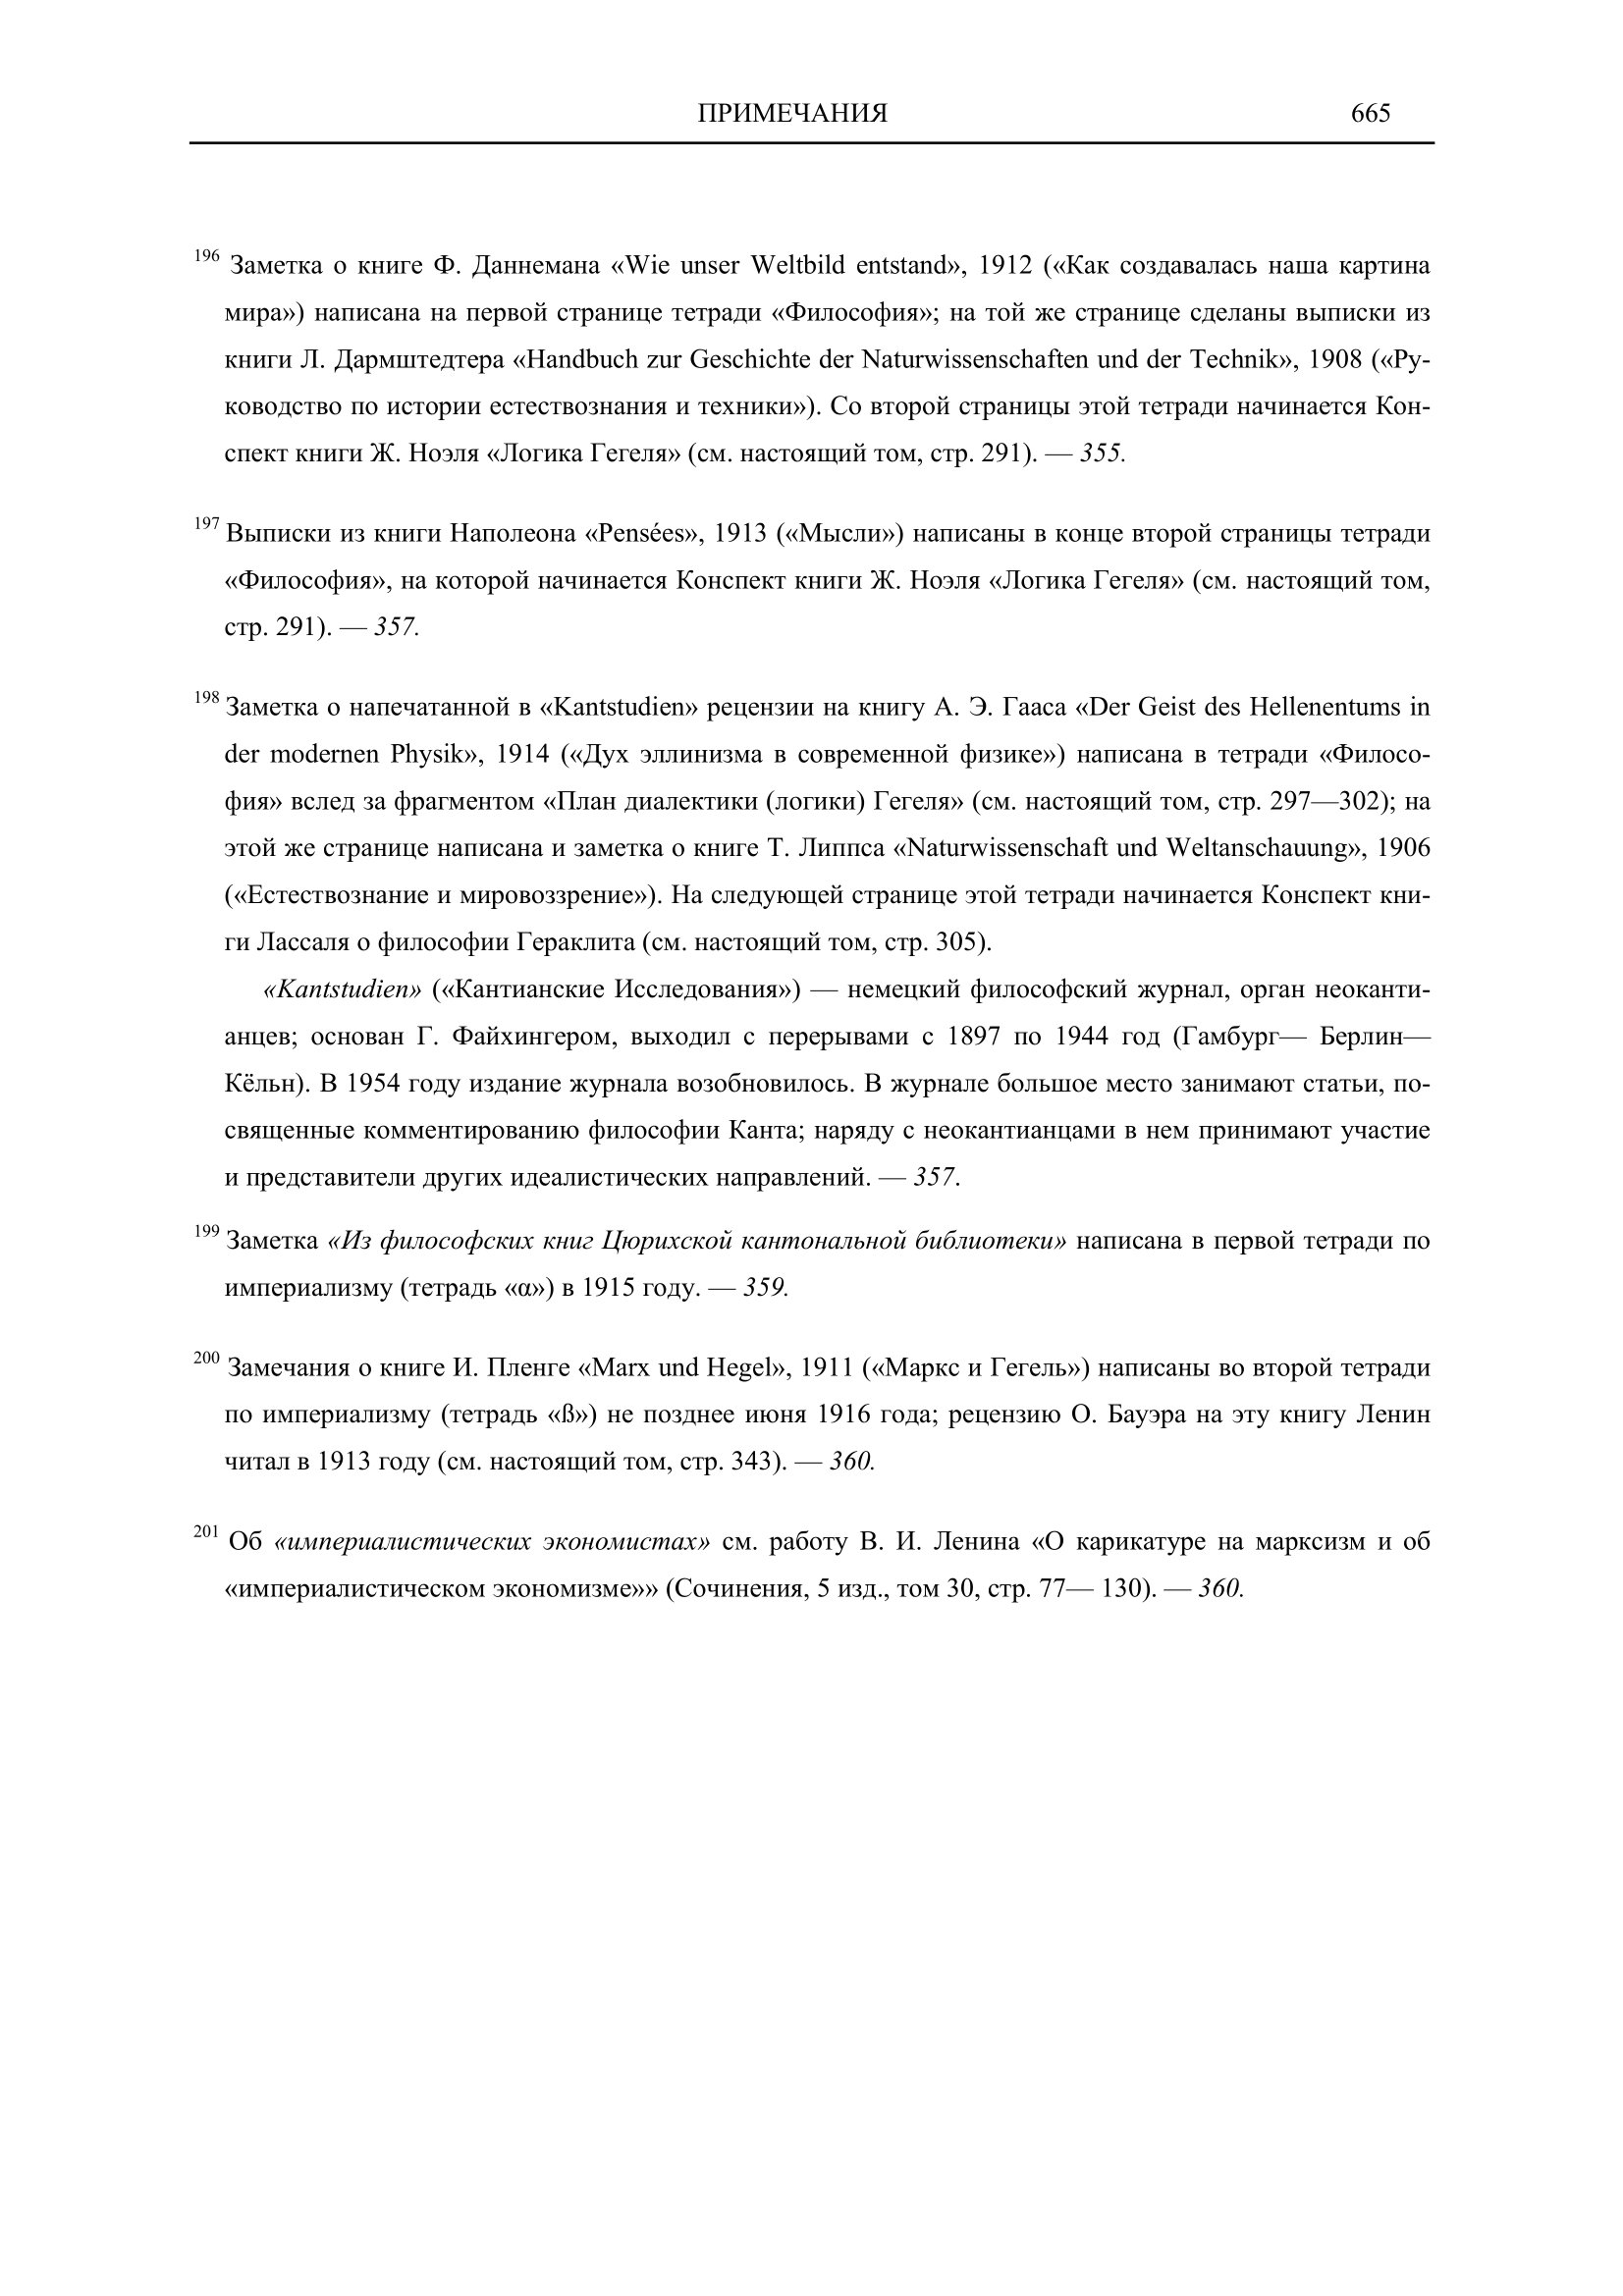 ПРИМЕЧАНИЯ 665
196 Заметка о книге Ф. Даннемана «Wie unser Weltbild entstand», 1912 («Как создавалась наша картина
мира») написана на первой странице тетради «Философия»; на той же странице сделаны выписки из
книги Л. Дармштедтера «Handbuch zur Geschichte der Naturwissenschaften und der Technik», 1908 («Ру-
ководство по истории естествознания и техники»). Со второй страницы этой тетради начинается Кон-
спект книги Ж. Ноэля «Логика Гегеля» (см. настоящий том, стр. 291). — 355.
197 Выписки из книги Наполеона «Pensées», 1913 («Мысли») написаны в конце второй страницы тетради
«Философия», на которой начинается Конспект книги Ж. Ноэля «Логика Гегеля» (см. настоящий том,
стр. 291). — 357.
198 Заметка о напечатанной в «Kantstudien» рецензии на книгу А. Э. Гааса «Der Geist des Hellenentums in
der modernen Physik», 1914 («Дух эллинизма в современной физике») написана в тетради «Филосо-
фия» вслед за фрагментом «План диалектики (логики) Гегеля» (см. настоящий том, стр. 297—302); на
этой же странице написана и заметка о книге Т. Липпса «Naturwissenschaft und Weltanschauung», 1906
(«Естествознание и мировоззрение»). На следующей странице этой тетради начинается Конспект кни-
ги Лассаля о философии Гераклита (см. настоящий том, стр. 305).
«Kantstudien» («Кантианские Исследования») — немецкий философский журнал, орган неоканти-
анцев; основан Г. Файхингером, выходил с перерывами с 1897 по 1944 год (Гамбург— Берлин—
Кёльн). В 1954 году издание журнала возобновилось. В журнале большое место занимают статьи, по-
священные комментированию философии Канта; наряду с неокантианцами в нем принимают участие
и представители других идеалистических направлений. — 357.
199 Заметка «Из философских книг Цюрихской кантональной библиотеки» написана в первой тетради по
империализму (тетрадь «α») в 1915 году. — 359.
200 Замечания о книге И. Пленге «Marx und Hegel», 1911 («Маркс и Гегель») написаны во второй тетради
по империализму (тетрадь «ß») не позднее июня 1916 года; рецензию О. Бауэра на эту книгу Ленин
читал в 1913 году (см. настоящий том, стр. 343). — 360.
201 Об «империалистических экономистах» см. работу В. И. Ленина «О карикатуре на марксизм и об
«империалистическом экономизме»» (Сочинения, 5 изд., том 30, стр. 77— 130). — 360.